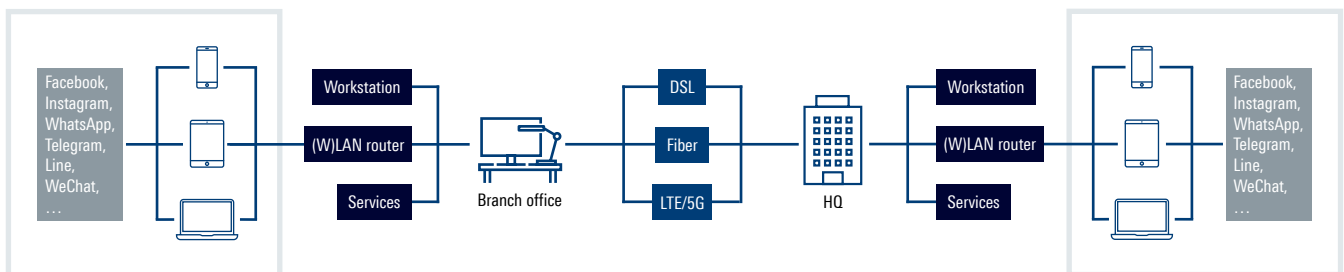 Facebook,
Instagram,
WhatsApp,
Telegram,
Line,
WeChat,
...
Workstation
(W)LAN router
Services
Branch office
DSL
Fiber
LTE/5G
HQ
Workstation
(W)LAN router
Services
Facebook,
Instagram,
WhatsApp,
Telegram,
Line,
WeChat,
...